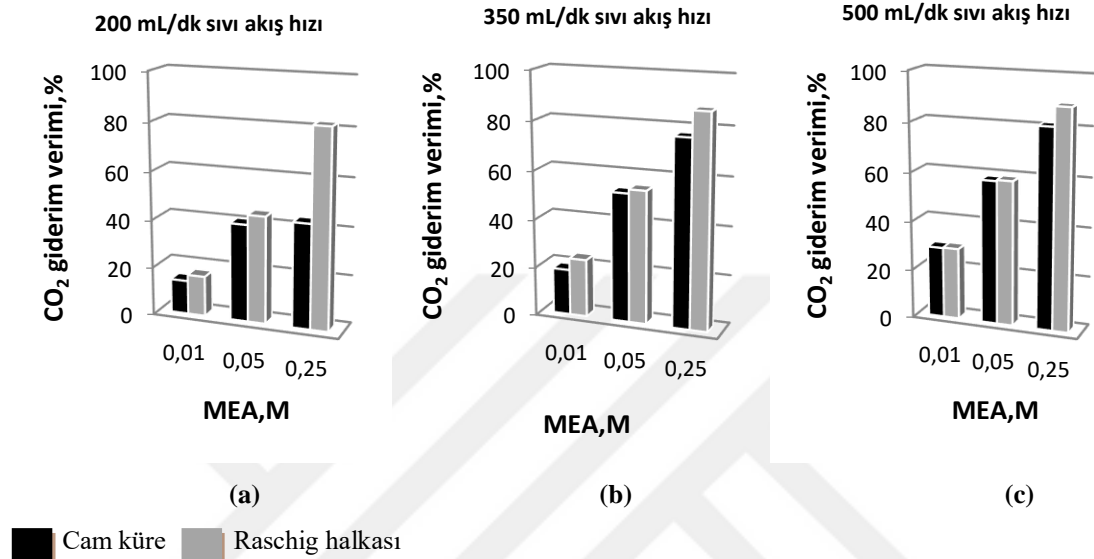 200 mL/dk sıvı akış hızı
CO2 giderim verimi,%
100
80
60
40
20
0
0,01 0,05 0,25
MEA,M
(a)
350 mL/dk sıvı akış hızı
CO2 giderim verimi,%
100
80
60
40
20
0
0,01 0,05 0,25
MEA,M
(b)
500 mL/dk sıvı akış hızı
CO2 giderim verimi,%
100
80
60
40
20
0
0,01 0,05 0,25
MEA,M
(c)
Cam küre Raschig halkası